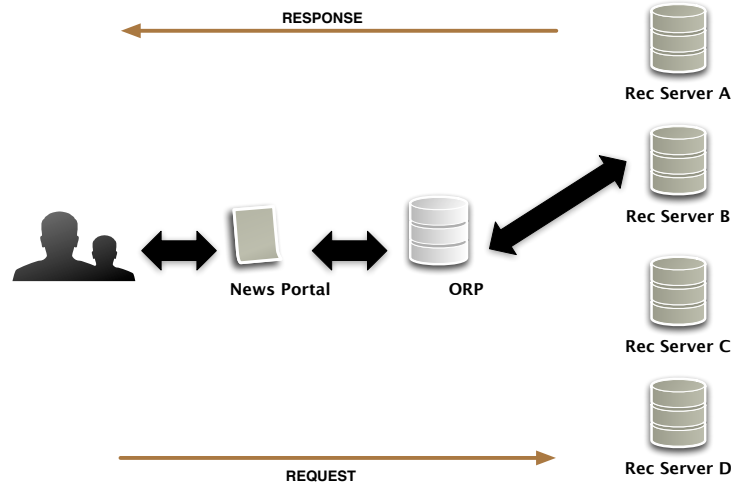 RESPONSE
Rec Server A
Rec Server B
News Portal
ORP
Rec Server C
Rec Server D
REQUEST